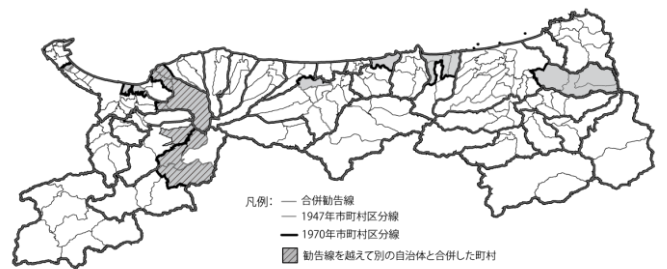 凡例: 合併勧告線
1947年市町村区分線
1970年市町村区分線
勧告線を越えて別の自治体と合併した町村